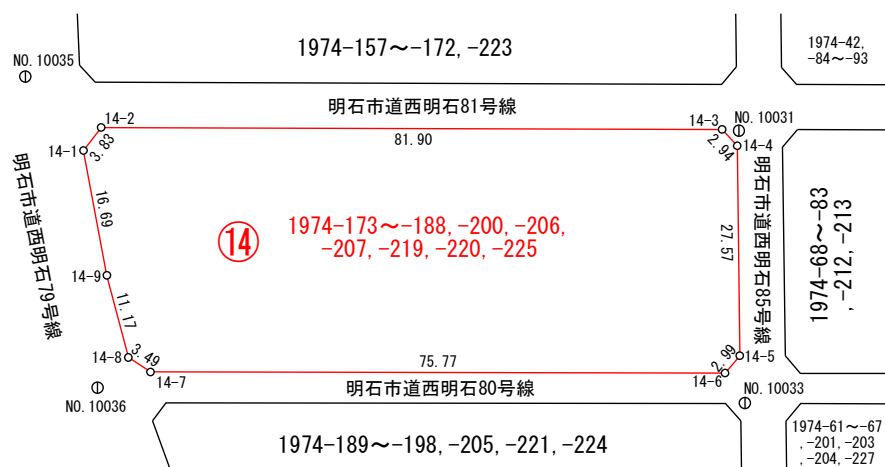 1974-157～-172, -223
1974-42,
-84～-93
NO. 10035
明石市道西明石81号線
14-2
14-3
NO. 10031
14-1
3.83
81.90
2.94
14-4
明石市道西明石79号線
16.69
⑭
1974-173～-188, -200, -206,
-207, -219, -220, -225
27.57
明石市道西明石85号線
1974-68～-83
, -212, -213
14-9
11.17
14-8
3.49
14-7
75.77
2.99
14-5
14-6
明石市道西明石80号線
NO. 10036
NO. 10033
1974-189～-198, -205, -221, -224
1974-61～-67
, -201, -203
, -204, -227